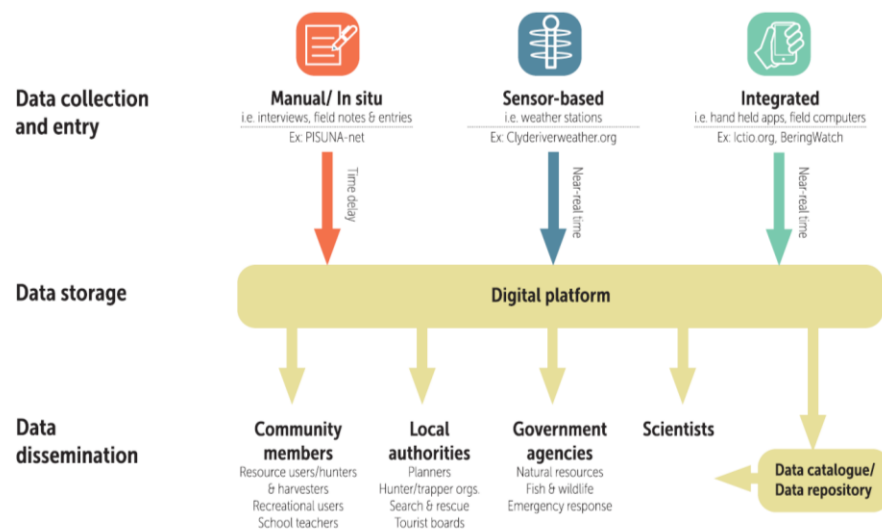 Data collection
and entry
Manual/ In situ
i.e. interviews, field notes & entries
Ex: PISUNA-net
Sensor-based
i.e. weather stations
Ex: Clyderiverweather.org
Integrated
i.e. hand held apps, field computers
Ex: Ictio.org, BeringWatch
Time delay
Near-real time
Near-real time
Data storage
Digital platform
Data
dissemination
Community
members
Resource users/hunters
& harvesters
Recreational users
School teachers
Local
authorities
Planners
Hunter/trapper orgs.
Search & rescue
Tourist boards
Government
agencies
Natural resources
Fish & wildlife
Emergency response
Scientists
Data catalogue/
Data repository